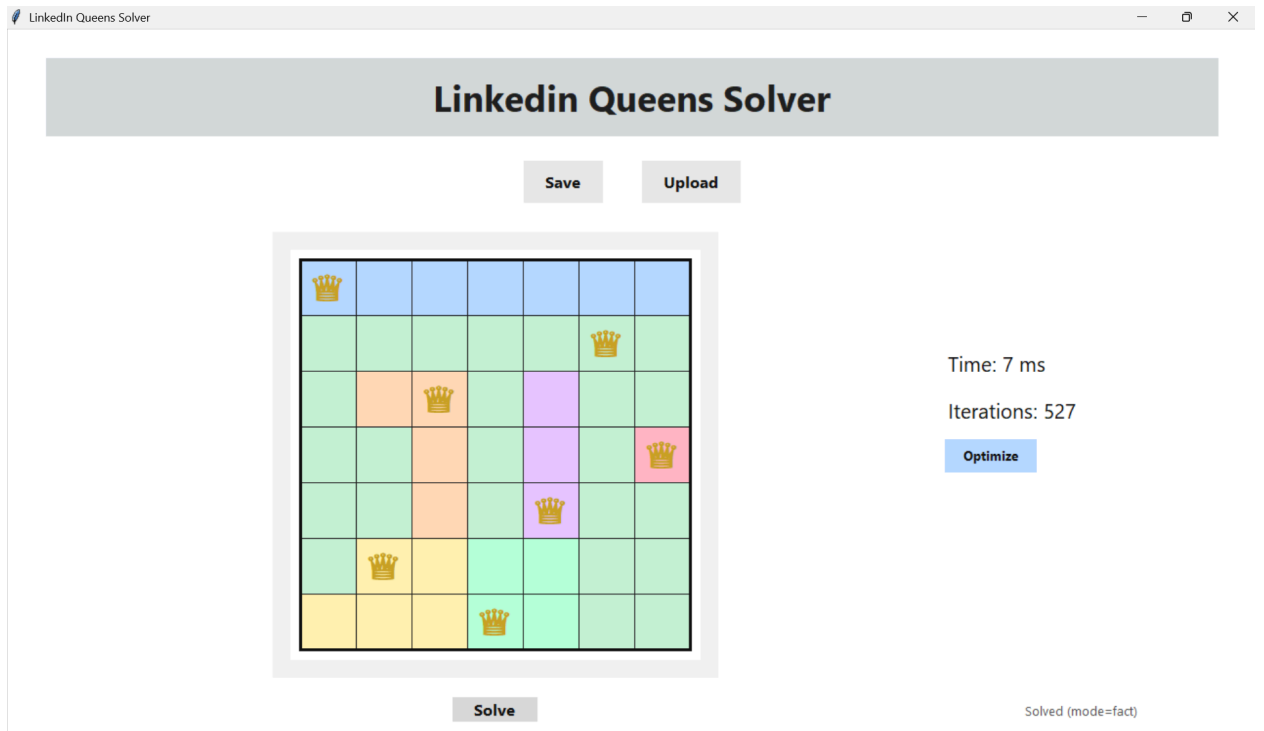 LinkedIn Queens Solver
Linkedin Queens Solver
Save
Upload
Time: 7 ms
Iterations: 527
Optimize
Solve
Solved (mode=fact)